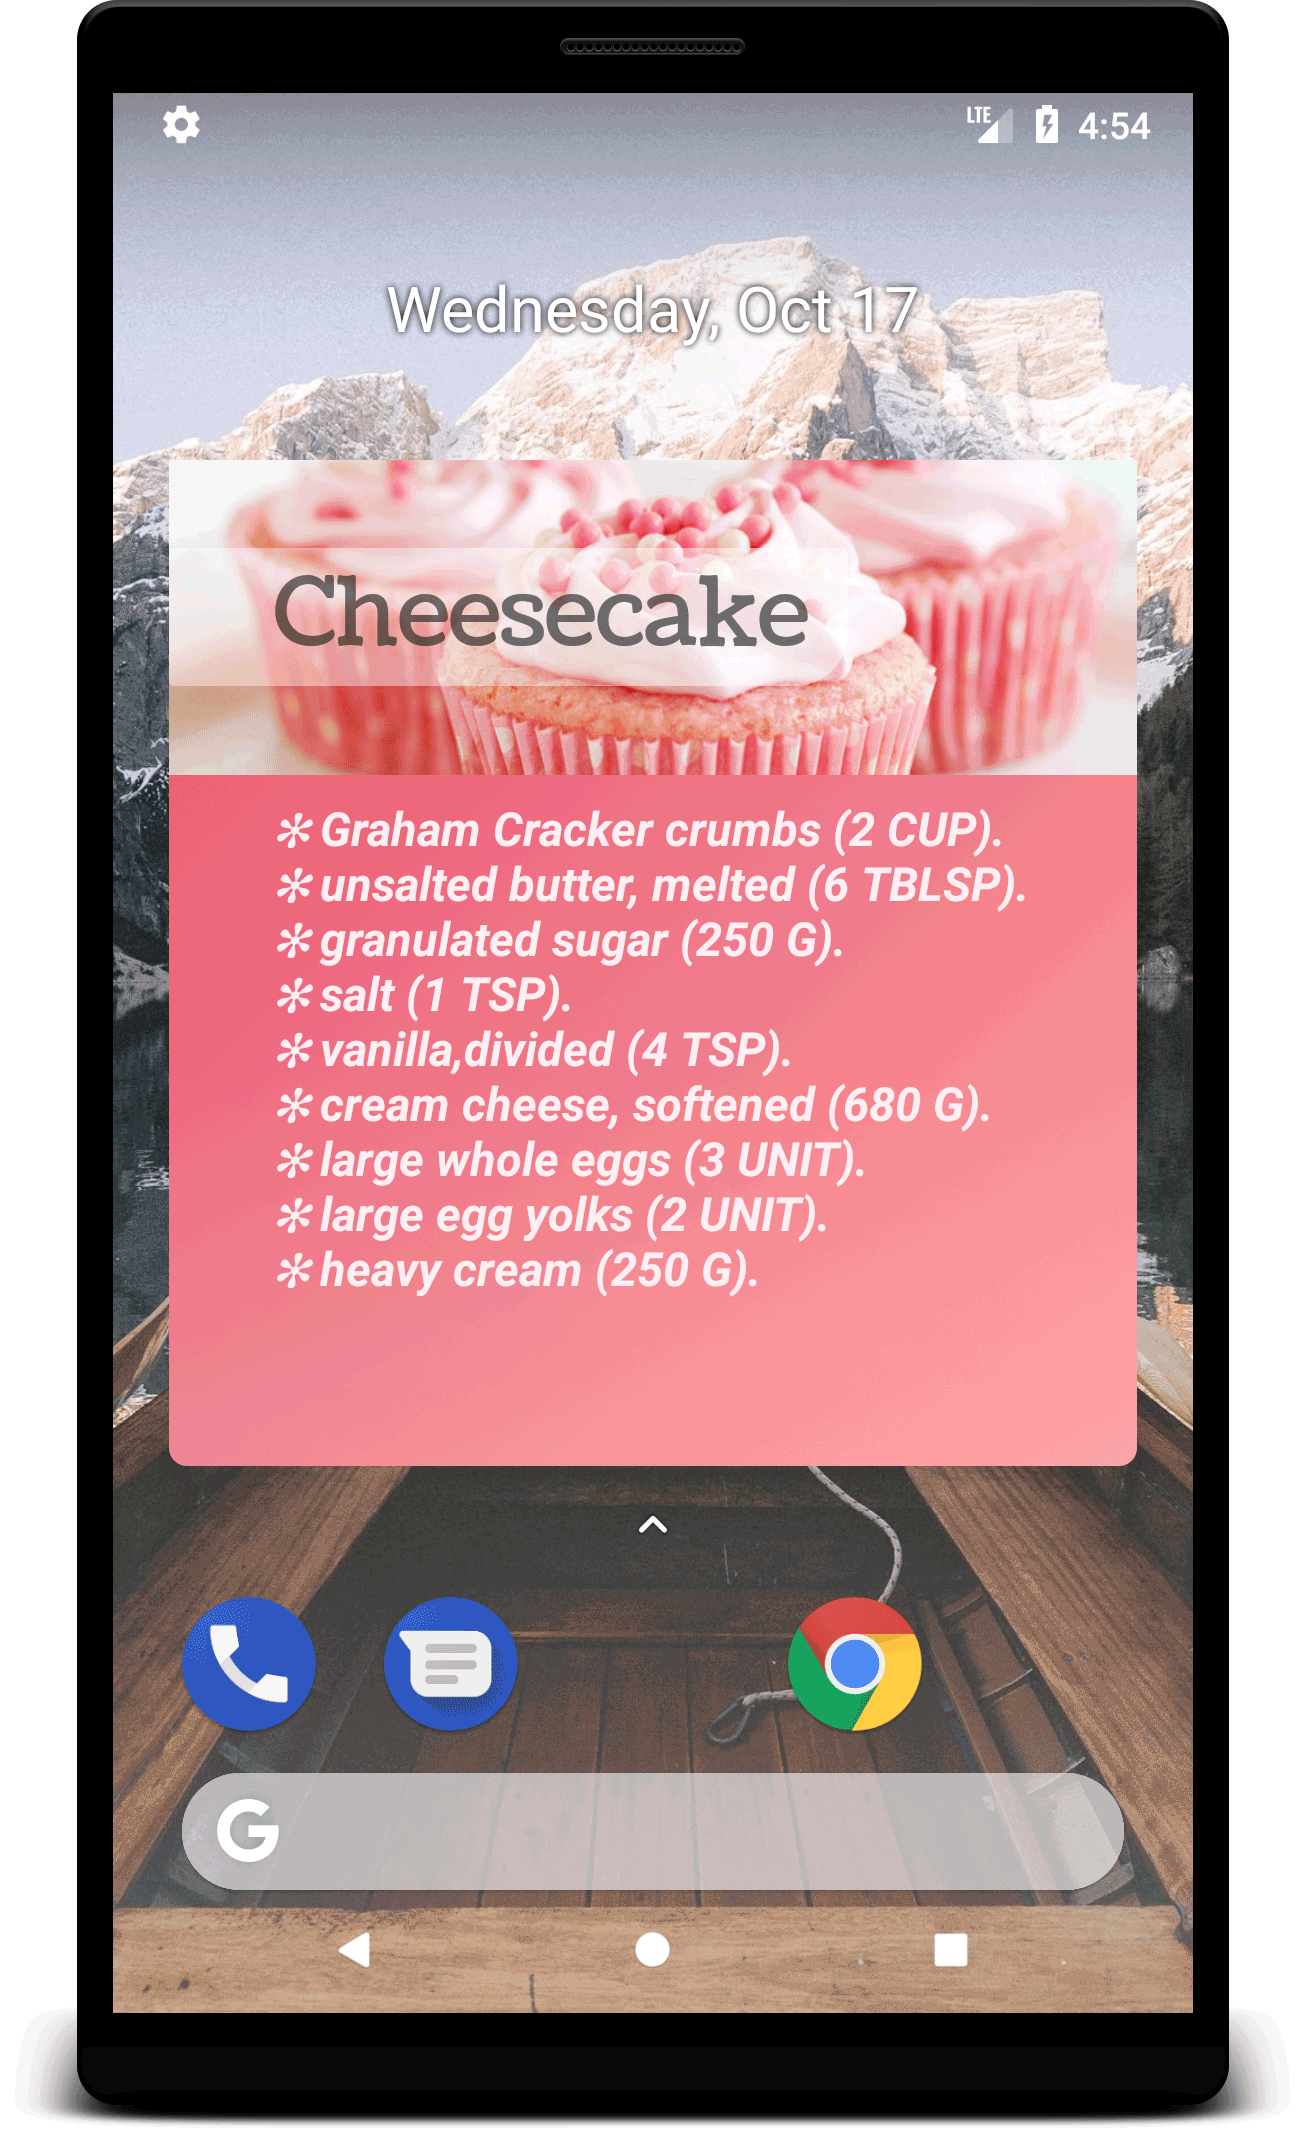 LTE 4:54
Wednesday, Oct 17
Cheesecake
✻ Graham Cracker crumbs (2 CUP).
✻ unsalted butter, melted (6 TBLSP).
✻ granulated sugar (250 G).
✻ salt (1 TSP).
✻ vanilla,divided (4 TSP).
✻ cream cheese, softened (680 G).
✻ large whole eggs (3 UNIT).
✻ large egg yolks (2 UNIT).
✻ heavy cream (250 G).
G